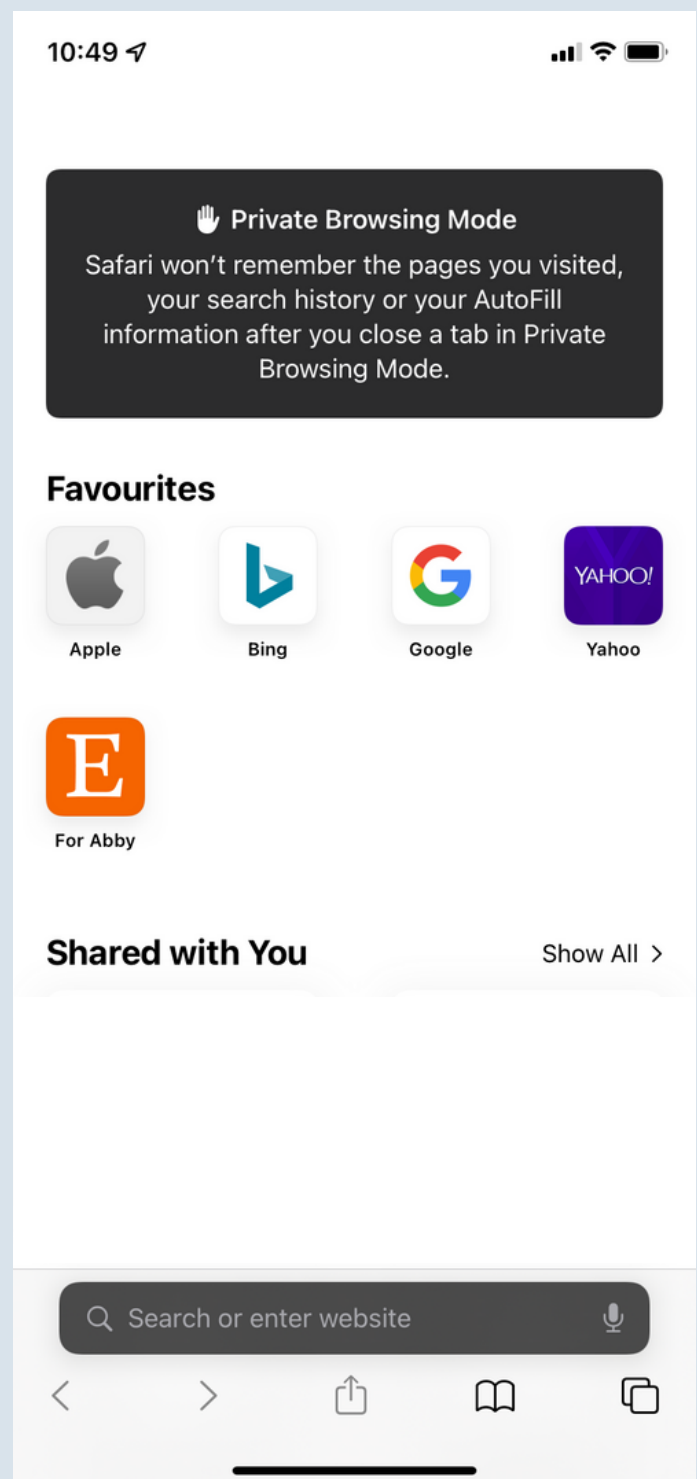 10:49
Private Browsing Mode
Safari won’t remember the pages you visited,
your search history or your AutoFill
information after you close a tab in Private
Browsing Mode.
Favourites
YAHOO!
Apple Bing Google Yahoo
E
For Abby
Shared with You Show All >
Search or enter website